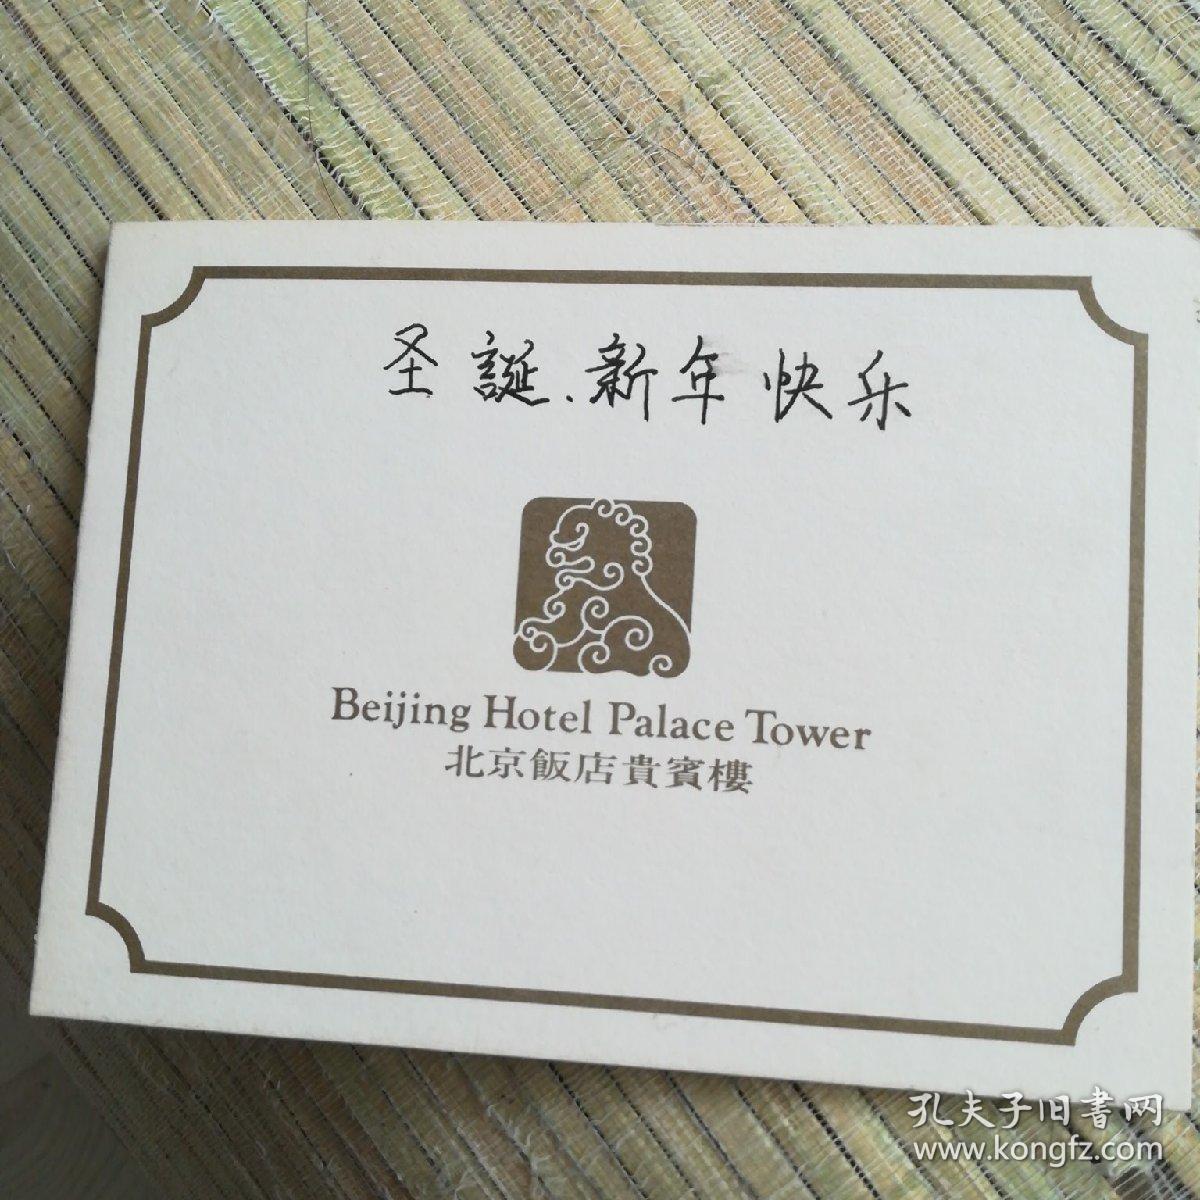 圣誕、新年快乐
Beijing Hotel Palace Tower
北京飯店貴賓樓
孔夫子旧書网
www.kongfz.com